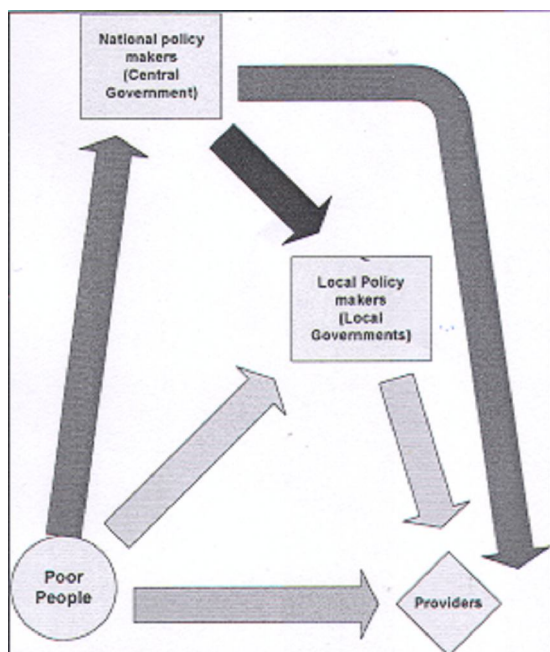 National policy
makers
(Central
Government)
Local Policy
makers
(Local
Governments)
Poor
People
Providers